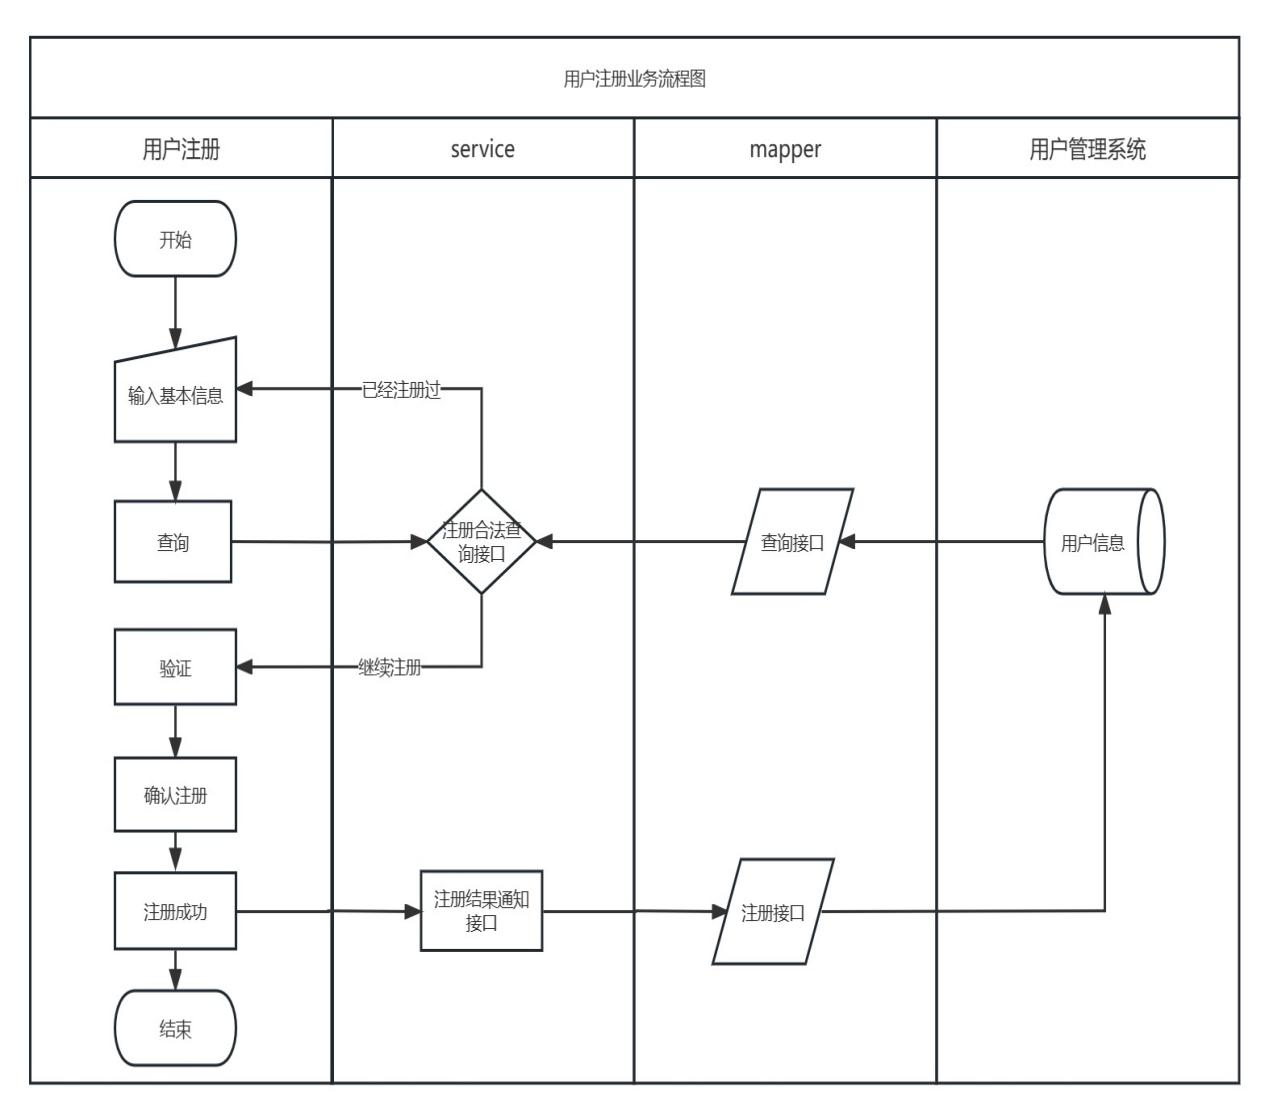 用户注册业务流程图
用户注册
service
mapper
用户管理系统
开始
输入基本信息
已经注册过
查询
注册合法查
询接口
查询接口
用户信息
验证
继续注册
确认注册
注册成功
注册结果通知
接口
注册接口
结束